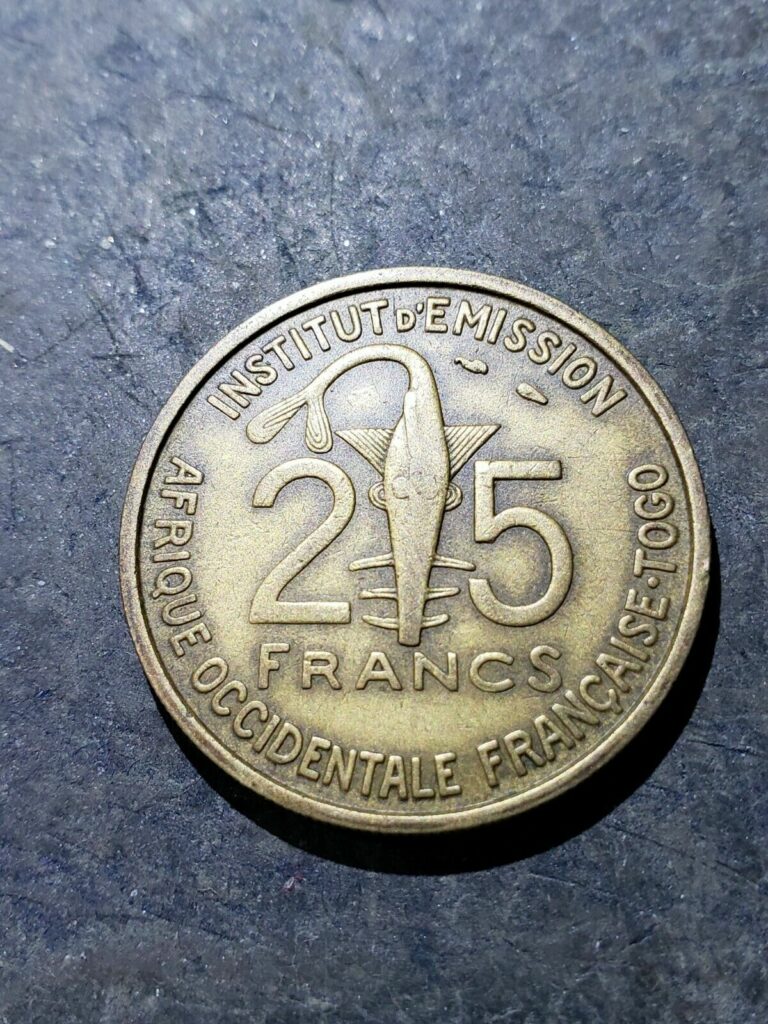 INSTITUT D'EMISSION
25
FRANCS
AFRIQUE OCCIDENTALE FRANÇAISE·TOGO